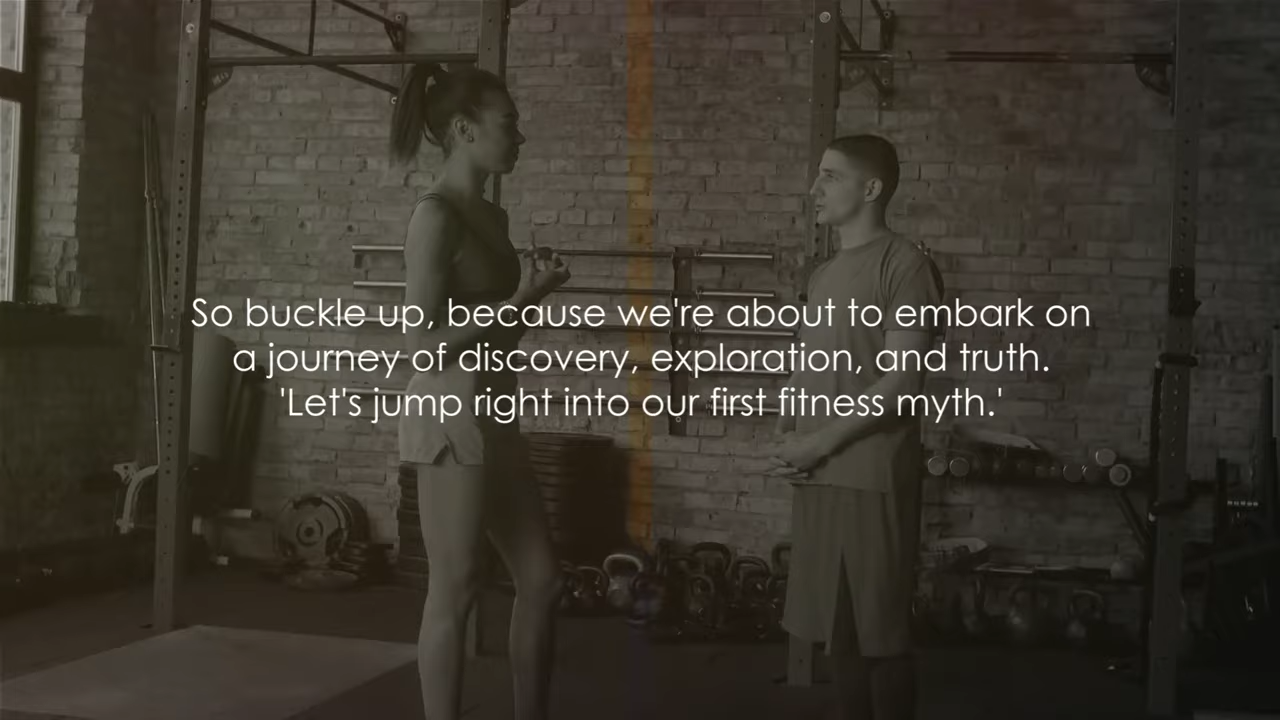 So buckle up, because we're about to embark on
a journey of discovery, exploration, and truth.
'Let's jump right into our first fitness myth.'